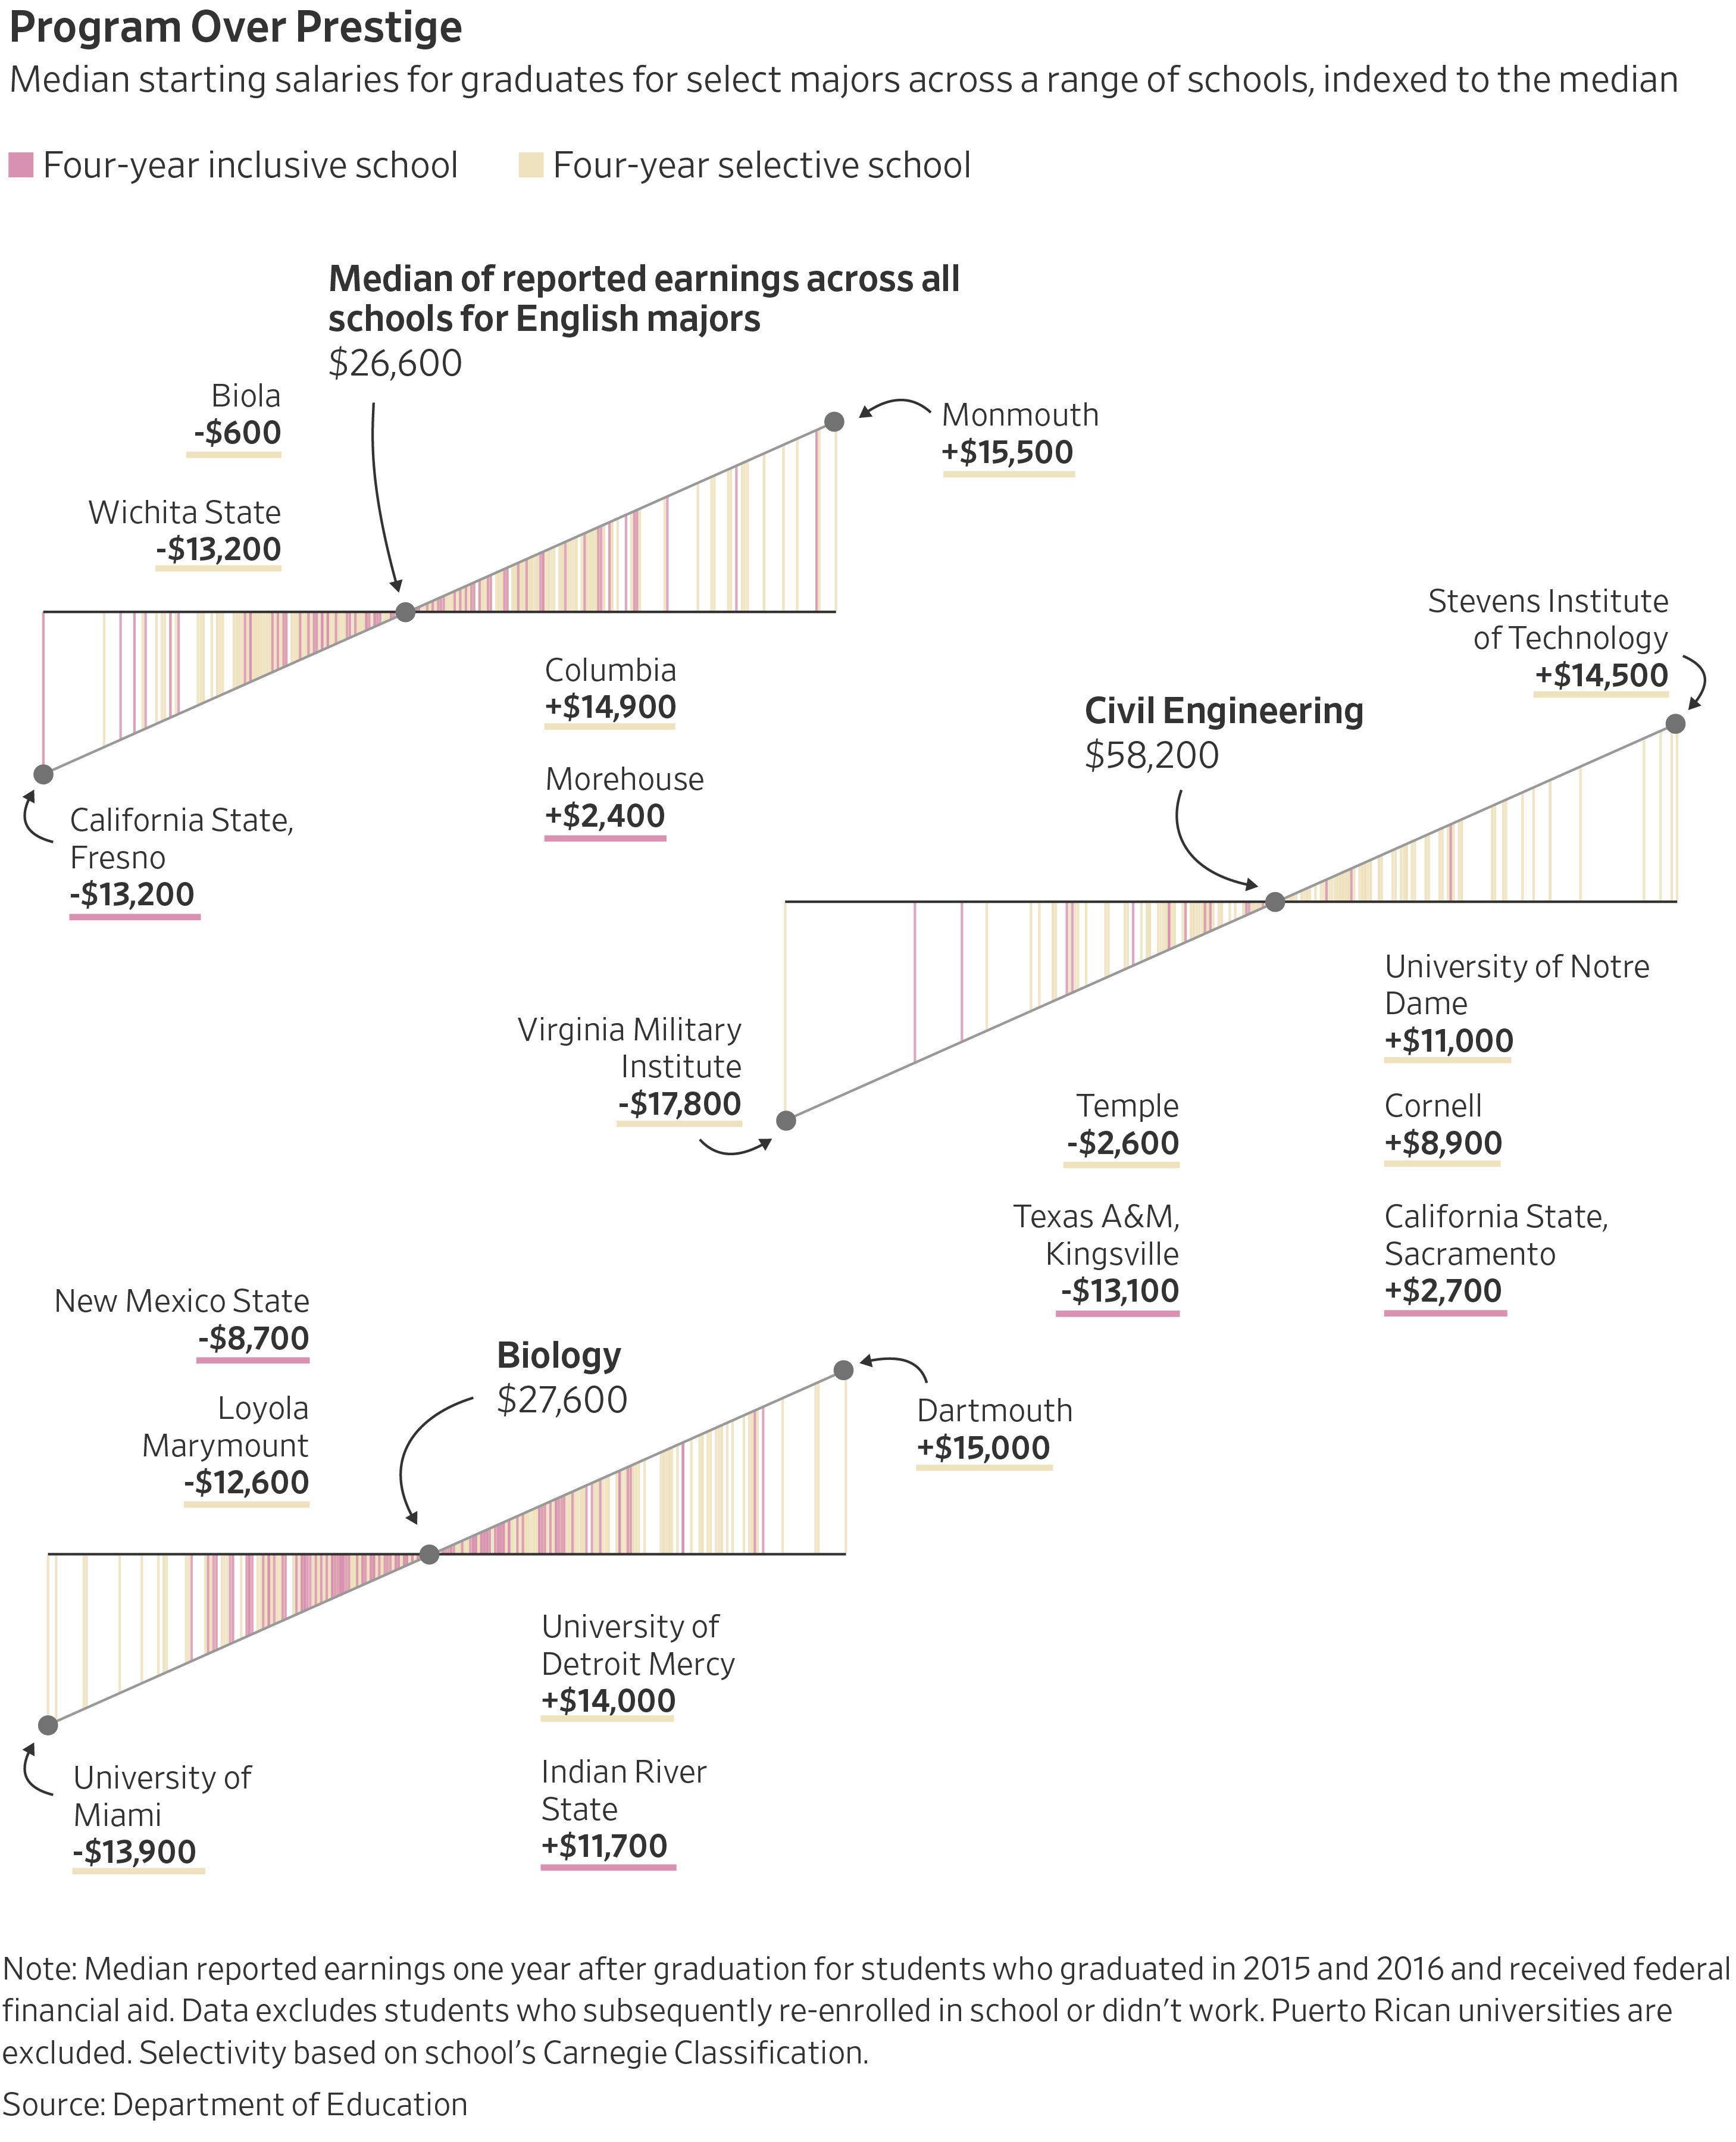 Program Over Prestige
Median starting salaries for graduates for select majors across a range of schools, indexed to the median
Four-year inclusive school
Four-year selective school
Median of reported earnings across all
schools for English majors
$26,600
Biola
-$600
Wichita State
-$13,200
Monmouth
+$15,500
California State,
Fresno
-$13,200
Columbia
+$14,900
Morehouse
+$2,400
Civil Engineering
$58,200
Stevens Institute
of Technology
+$14,500
Virginia Military
Institute
-$17,800
Temple
-$2,600
Texas A&M,
Kingsville
-$13,100
University of Notre
Dame
+$11,000
Cornell
+$8,900
California State,
Sacramento
+$2,700
New Mexico State
-$8,700
Loyola
Marymount
-$12,600
Biology
$27,600
Dartmouth
+$15,000
University of
Miami
-$13,900
University of
Detroit Mercy
+$14,000
Indian River
State
+$11,700
Note: Median reported earnings one year after graduation for students who graduated in 2015 and 2016 and received federal
financial aid. Data excludes students who subsequently re-enrolled in school or didn’t work. Puerto Rican universities are
excluded. Selectivity based on school’s Carnegie Classification.
Source: Department of Education